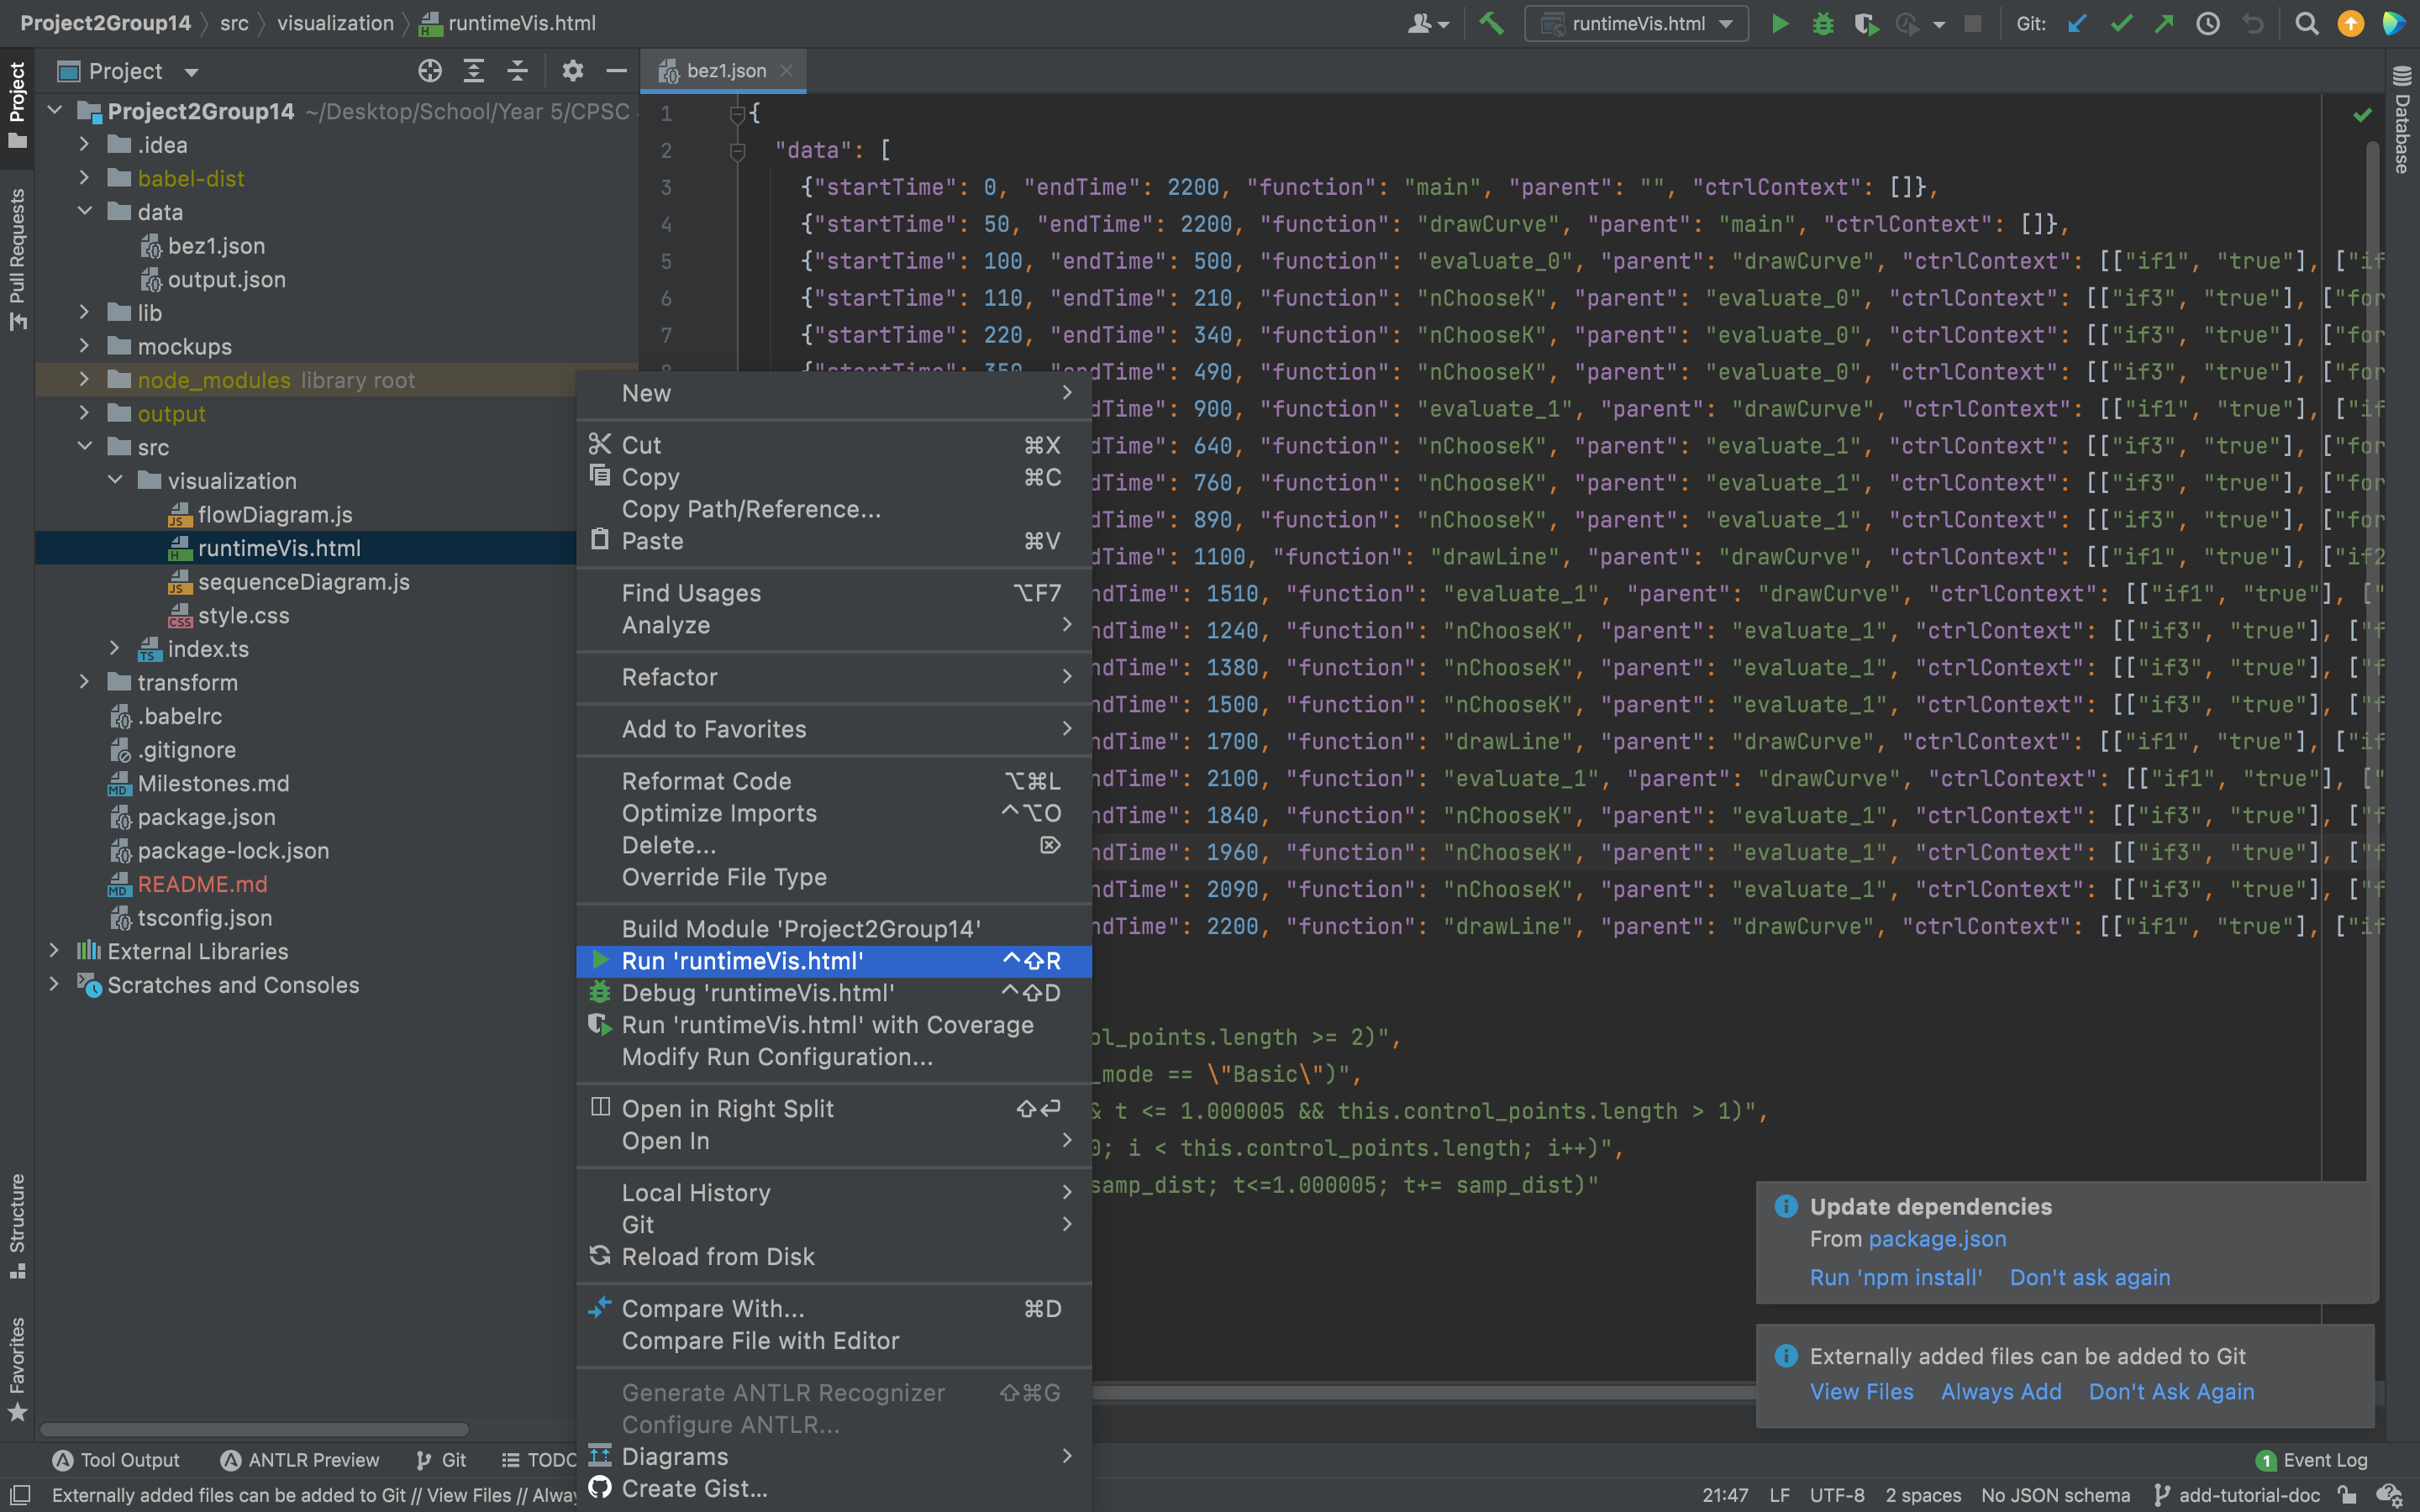 Project2Group14 src visualization runtimeVis.html
runtimeVis.html
Git:
Project
Pull Requests
Structure
Favorites
Project
Project2Group14 ~/Desktop/School/Year 5/CPSC
.idea
babel-dist
data
bez1.json
output.json
lib
mockups
node_modules library root
output
src
visualization
flowDiagram.js
runtimeVis.html
sequenceDiagram.js
style.css
index.ts
transform
.babelrc
.gitignore
Milestones.md
package.json
package-lock.json
README.md
tsconfig.json
External Libraries
Scratches and Consoles
bez1.json
1 {
2 "data": [
3 {"startTime": 0, "endTime": 2200, "function": "main", "parent": "", "ctrlContext": []},
4 {"startTime": 50, "endTime": 2200, "function": "drawCurve", "parent": "main", "ctrlContext": []},
5 {"startTime": 100, "endTime": 500, "function": "evaluate_0", "parent": "drawCurve", "ctrlContext": [["if1", "true"], ["if
6 {"startTime": 110, "endTime": 210, "function": "nChooseK", "parent": "evaluate_0", "ctrlContext": [["if3", "true"], ["for
7 {"startTime": 220, "endTime": 340, "function": "nChooseK", "parent": "evaluate_0", "ctrlContext": [["if3", "true"], ["for
8 {"startTime": 350, "endTime": 490, "function": "nChooseK", "parent": "evaluate_0", "ctrlContext": [["if3", "true"], ["for
dTime": 900, "function": "evaluate_1", "parent": "drawCurve", "ctrlContext": [["if1", "true"], ["if
dTime": 640, "function": "nChooseK", "parent": "evaluate_1", "ctrlContext": [["if3", "true"], ["for
dTime": 760, "function": "nChooseK", "parent": "evaluate_1", "ctrlContext": [["if3", "true"], ["for
dTime": 890, "function": "nChooseK", "parent": "evaluate_1", "ctrlContext": [["if3", "true"], ["for
dTime": 1100, "function": "drawLine", "parent": "drawCurve", "ctrlContext": [["if1", "true"], ["if2
ndTime": 1510, "function": "evaluate_1", "parent": "drawCurve", "ctrlContext": [["if1", "true"], ["
ndTime": 1240, "function": "nChooseK", "parent": "evaluate_1", "ctrlContext": [["if3", "true"], ["f
ndTime": 1380, "function": "nChooseK", "parent": "evaluate_1", "ctrlContext": [["if3", "true"], ["f
ndTime": 1500, "function": "nChooseK", "parent": "evaluate_1", "ctrlContext": [["if3", "true"], ["f
ndTime": 1700, "function": "drawLine", "parent": "drawCurve", "ctrlContext": [["if1", "true"], ["if
ndTime": 2100, "function": "evaluate_1", "parent": "drawCurve", "ctrlContext": [["if1", "true"], ["
ndTime": 1840, "function": "nChooseK", "parent": "evaluate_1", "ctrlContext": [["if3", "true"], ["f
ndTime": 1960, "function": "nChooseK", "parent": "evaluate_1", "ctrlContext": [["if3", "true"], ["f
ndTime": 2090, "function": "nChooseK", "parent": "evaluate_1", "ctrlContext": [["if3", "true"], ["f
ndTime": 2200, "function": "drawLine", "parent": "drawCurve", "ctrlContext": [["if1", "true"], ["if
ol_points.length >= 2)",
_mode == \"Basic\")",
& t <= 1.000005 && this.control_points.length > 1)",
0; i < this.control_points.length; i++)",
samp_dist; t<=1.000005; t+= samp_dist)"
New
Cut ⌘X
Copy ⌘C
Copy Path/Reference...
Paste ⌘V
Find Usages ⌥F7
Analyze
Refactor
Add to Favorites
Reformat Code ⌥⌘L
Optimize Imports ^⌥O
Delete... ⌦
Override File Type
Build Module 'Project2Group14'
Run 'runtimeVis.html' ^⇧R
Debug 'runtimeVis.html' ^⇧D
Run 'runtimeVis.html' with Coverage
Modify Run Configuration...
Open in Right Split ⇧⏎
Open In
Local History
Git
Reload from Disk
Compare With... ⌘D
Compare File with Editor
Generate ANTLR Recognizer ⇧⌘G
Configure ANTLR...
Diagrams
Create Gist...
Database
Update dependencies
From package.json
Run 'npm install' Don't ask again
Externally added files can be added to Git
View Files Always Add Don't Ask Again
Tool Output ANTLR Preview Git TODO
1 Event Log
Externally added files can be added to Git // View Files // Alway
21:47 LF UTF-8 2 spaces No JSON schema add-tutorial-doc